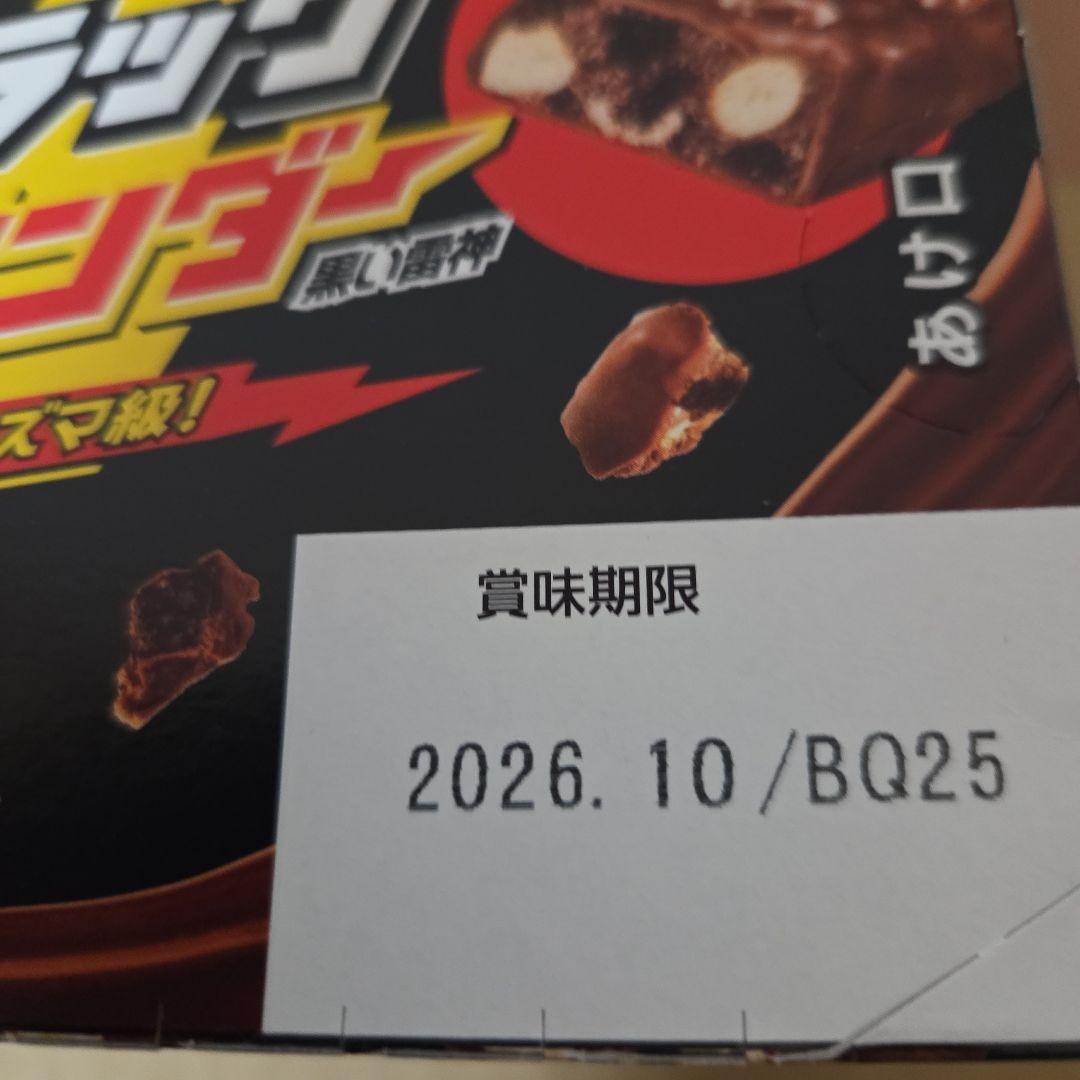 ラック
ンダー
黒い雷神
ズマ級!
あけ口
賞味期限
2026.10/BQ25